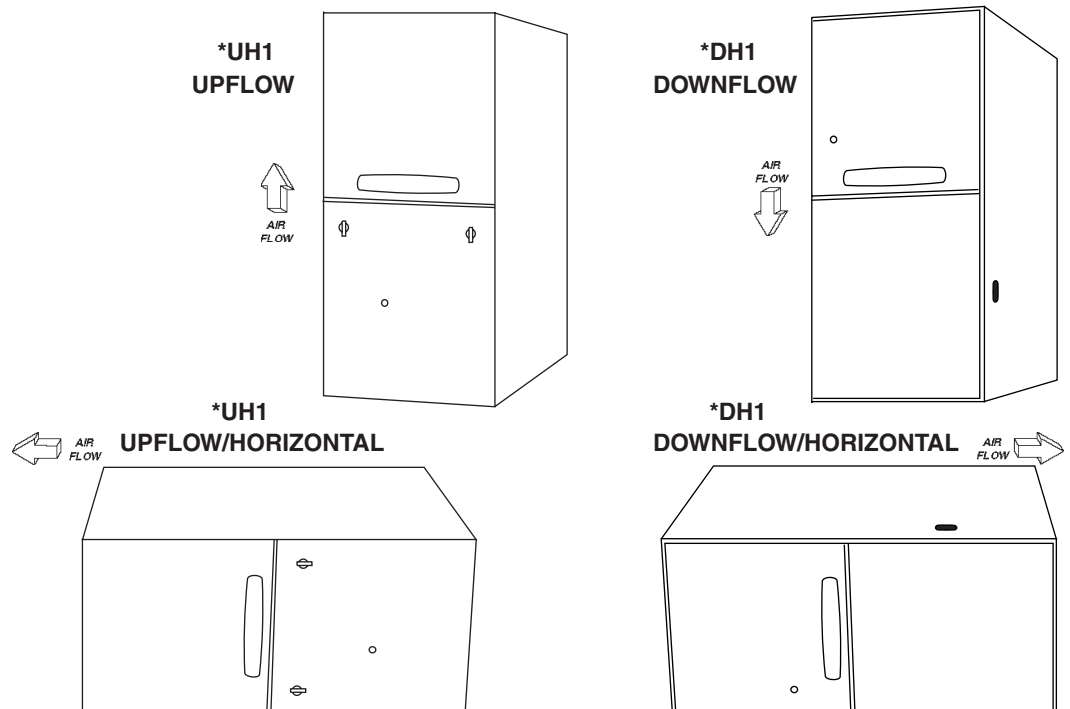 *UH1
UPFLOW
AIR
FLOW
*DH1
DOWNFLOW
AIR
FLOW
*UH1
UPFLOW/HORIZONTAL
AIR
FLOW
*DH1
DOWNFLOW/HORIZONTAL
AIR
FLOW